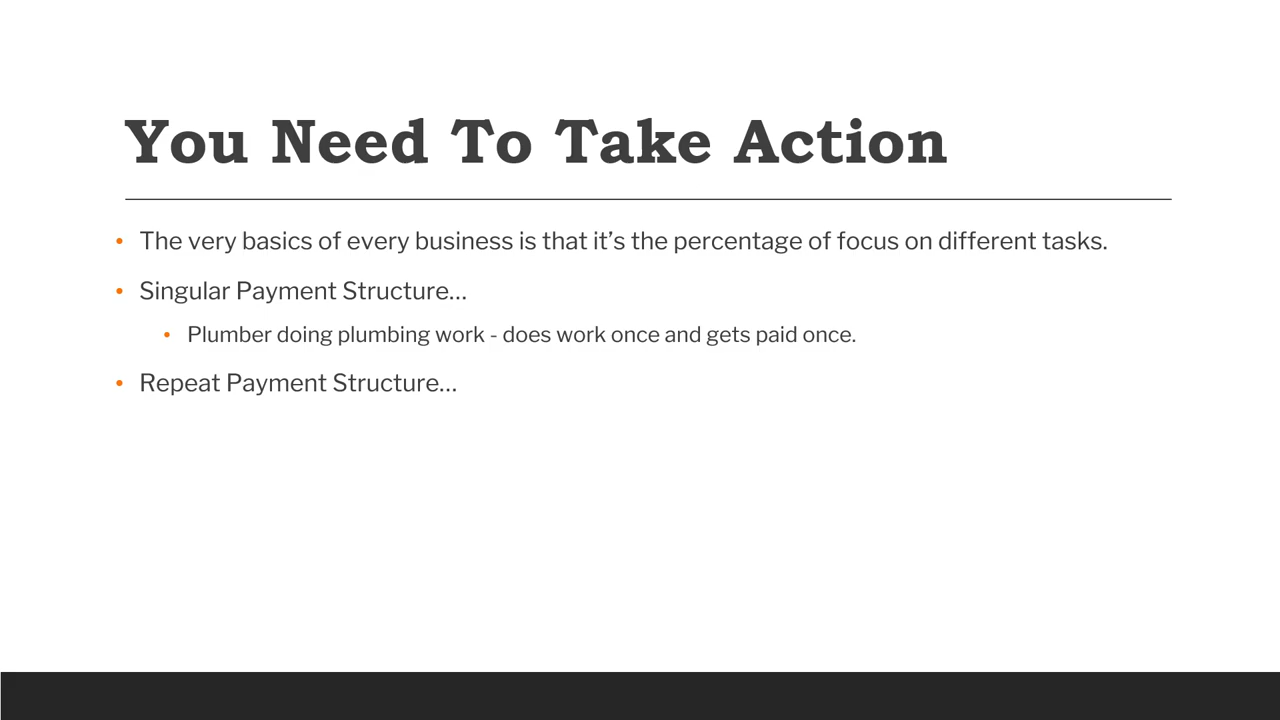 You Need To Take Action
• The very basics of every business is that it’s the percentage of focus on different tasks.
• Singular Payment Structure…
• Plumber doing plumbing work - does work once and gets paid once.
• Repeat Payment Structure…